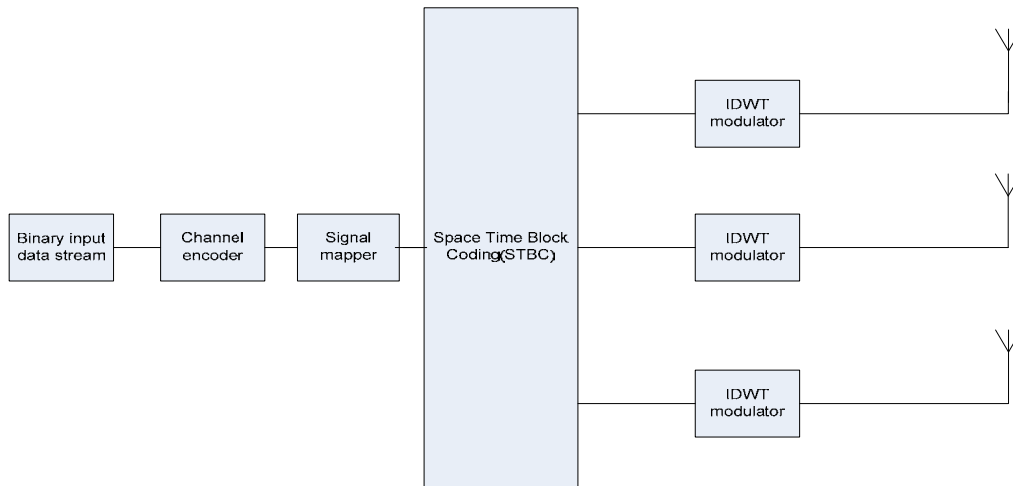 IDWT
modulator
Binary input
data stream
Channel
encoder
Signal
mapper
Space Time Block
Coding(STBC)
IDWT
modulator
IDWT
modulator